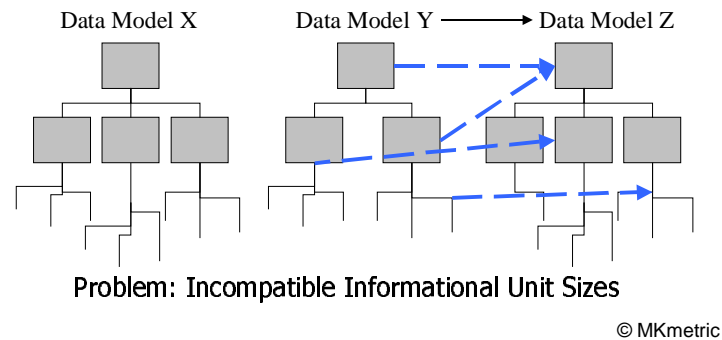 Data Model X Data Model Y Data Model Z
Problem: Incompatible Informational Unit Sizes
© MKmetric